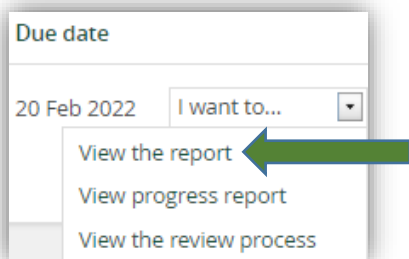 Due date
20 Feb 2022 I want to...
View the report
View progress report
View the review process